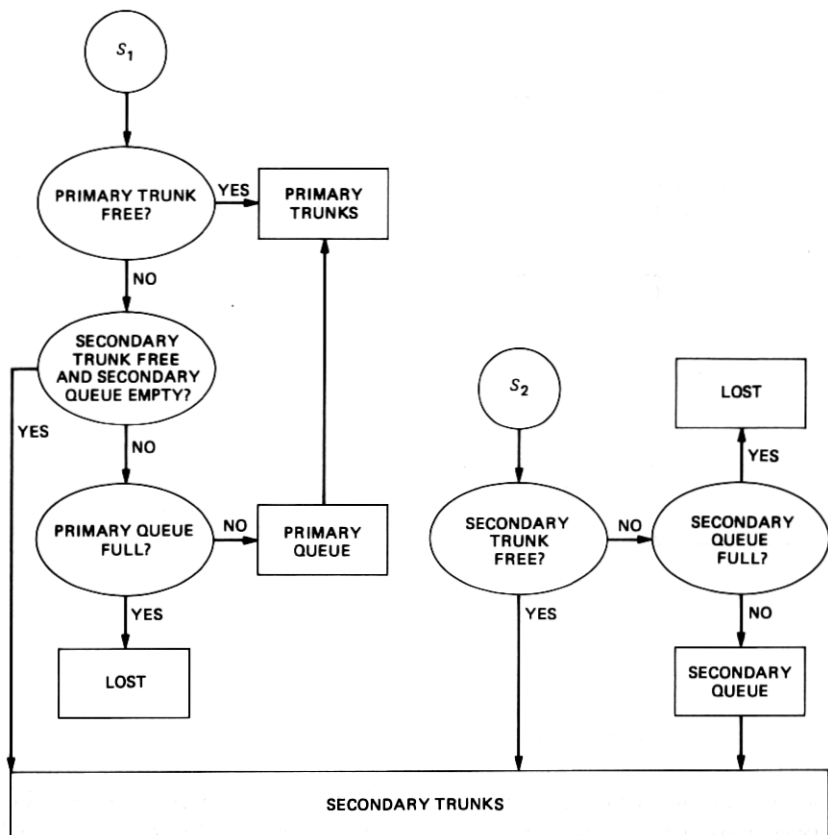 S1
PRIMARY TRUNK
FREE?
YES
PRIMARY
TRUNKS
NO
SECONDARY
TRUNK FREE
AND SECONDARY
QUEUE EMPTY?
YES
NO
PRIMARY QUEUE
FULL?
NO
PRIMARY
QUEUE
YES
LOST
S2
SECONDARY
TRUNK
FREE?
NO
YES
SECONDARY
QUEUE
FULL?
YES
LOST
NO
SECONDARY
QUEUE
SECONDARY TRUNKS